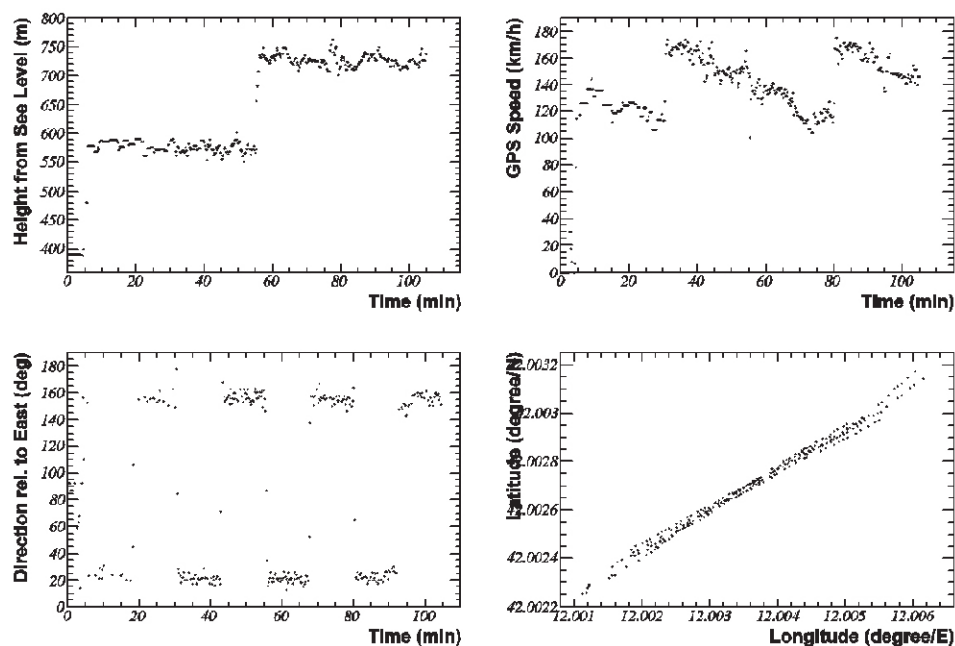 Height from See Level (m)
800
750
700
650
600
550
500
450
400
0 20 40 60 80 100
Time (min)
GPS Speed (km/h)
180
160
140
120
100
80
60
40
20
0
0 20 40 60 80 100
Time (min)
Direction rel. to East (deg)
180
160
140
120
100
80
60
40
20
0
0 20 40 60 80 100
Time (min)
Latitude (degree/N)
42.0032
42.003
42.0028
42.0026
42.0024
42.0022
12.001 12.002 12.003 12.004 12.005 12.006
Longitude (degree/E)